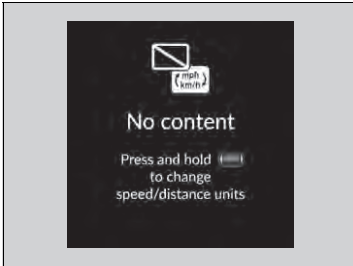 mph
km/h
No content
Press and hold
to change
speed/distance units